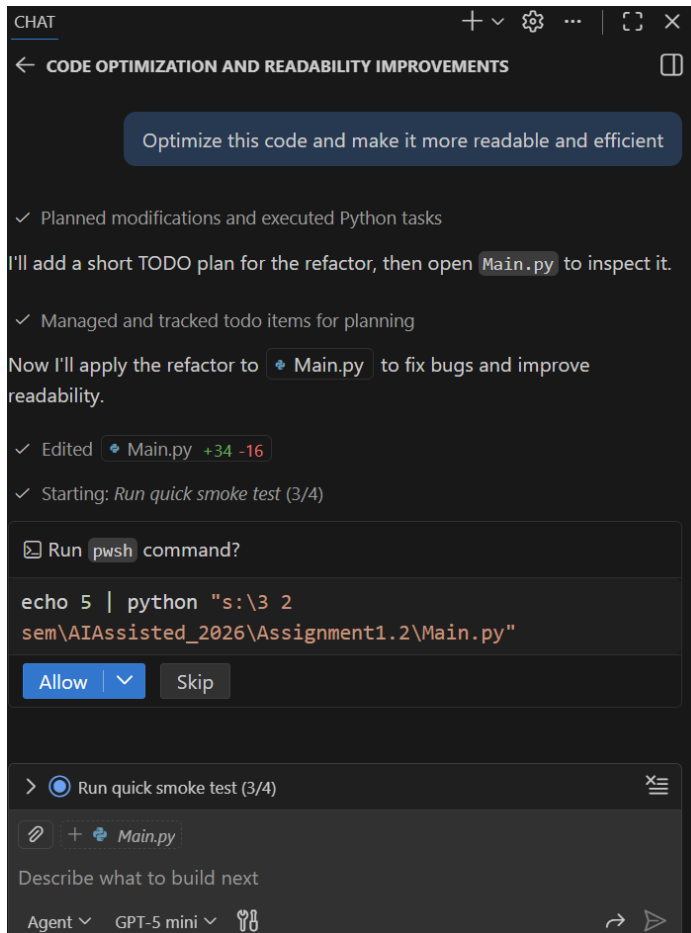 CHAT
CODE OPTIMIZATION AND READABILITY IMPROVEMENTS
Optimize this code and make it more readable and efficient
Planned modifications and executed Python tasks
I'll add a short TODO plan for the refactor, then open Main.py to inspect it.
Managed and tracked todo items for planning
Now I'll apply the refactor to Main.py to fix bugs and improve
readability.
Edited Main.py +34 -16
Starting: Run quick smoke test (3/4)
Run pwsh command?
echo 5 | python "s:\3 2
sem\AIAssisted_2026\Assignment1.2\Main.py"
Allow Skip
Run quick smoke test (3/4)
+ Main.py
Describe what to build next
Agent GPT-5 mini